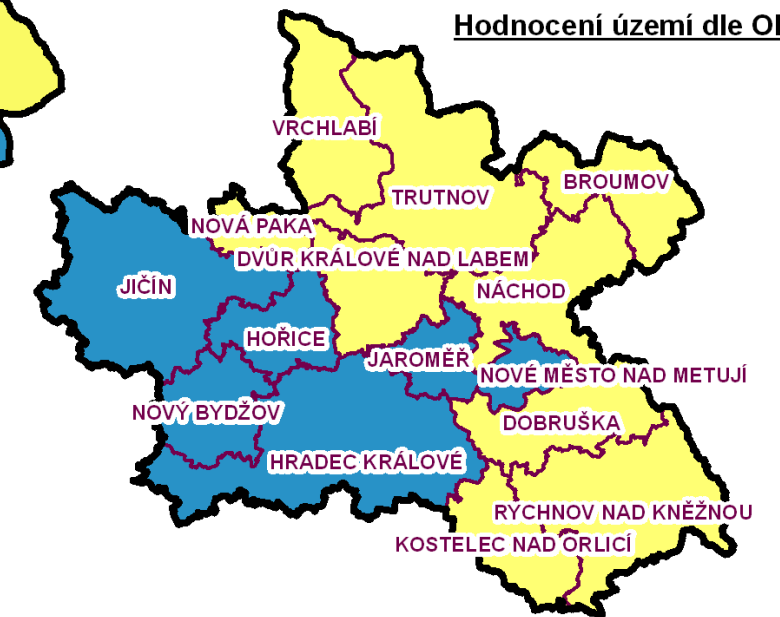 Hodnocení území dle
VRCHLABÍ
BROUMOV
TRUTNOV
NOVÁ PAKA
DVŮR KRÁLOVÉ NAD LABEM
JIČÍN
NÁCHOD
HOŘICE
JAROMĚŘ
NOVÉ MĚSTO NAD METUJÍ
NOVÝ BYDŽOV
DOBRUŠKA
HRADEC KRÁLOVÉ
RYCHNOV NAD KNĚŽNOU
KOSTELEC NAD ORLICÍ